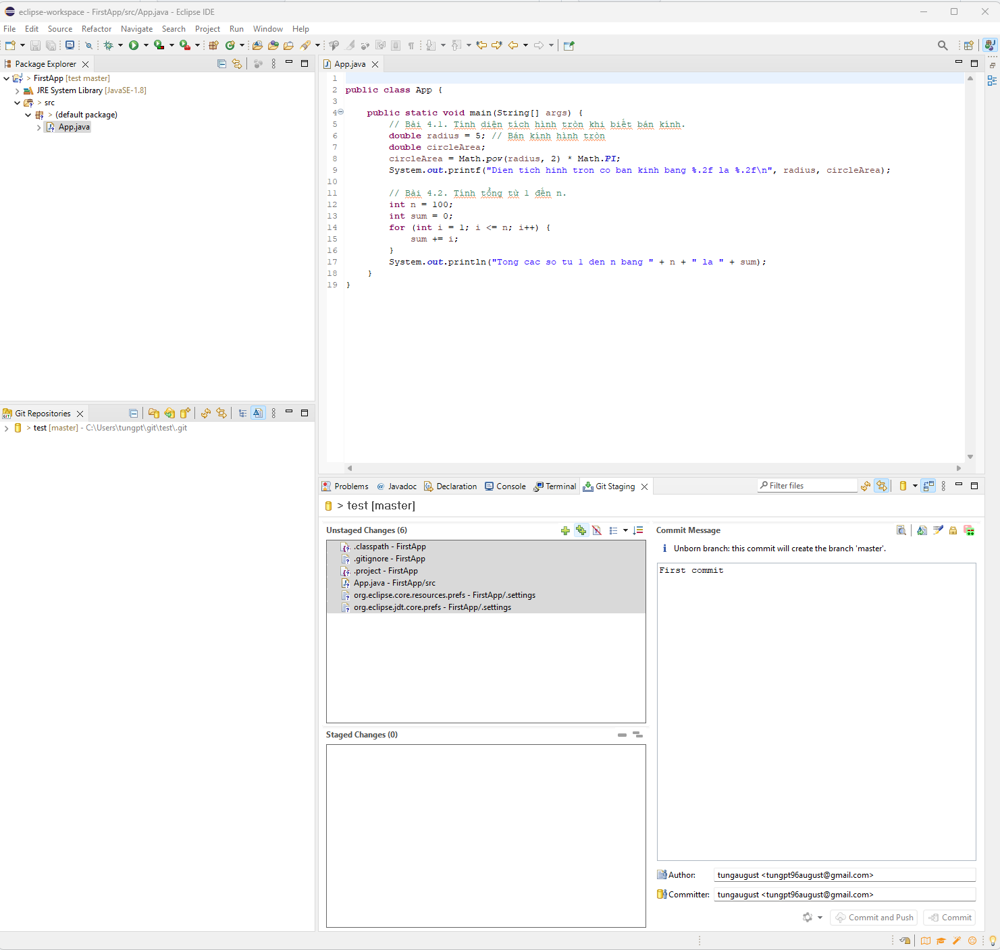 eclipse-workspace - FirstApp/src/App.java - Eclipse IDE
File Edit Source Refactor Navigate Search Project Run Window Help
Package Explorer
> FirstApp [test master]
JRE System Library [JavaSE-1.8]
> src
> (default package)
App.java
Git Repositories
> test [master] - C:\Users\tungpt\git\test\.git
App.java
1
2 public class App {
3
4 public static void main(String[] args) {
5 // Bài 4.1. Tính diện tích hình tròn khi biết bán kính.
6 double radius = 5; // Bán kính hình tròn
7 double circleArea;
8 circleArea = Math.pow(radius, 2) * Math.PI;
9 System.out.printf("Dien tich hinh tron co ban kinh bang %.2f la %.2f\n", radius, circleArea);
10
11 // Bài 4.2. Tính tổng từ 1 đến n.
12 int n = 100;
13 int sum = 0;
14 for (int i = 1; i <= n; i++) {
15 sum += i;
16 }
17 System.out.println("Tong cac so tu 1 den n bang " + n + " la " + sum);
18 }
19 }
Problems @ Javadoc Declaration Console Terminal Git Staging
Filter files
> test [master]
Unstaged Changes (6)
.classpath - FirstApp
.gitignore - FirstApp
.project - FirstApp
App.java - FirstApp/src
org.eclipse.core.resources.prefs - FirstApp/.settings
org.eclipse.jdt.core.prefs - FirstApp/.settings
Staged Changes (0)
Commit Message
Unborn branch: this commit will create the branch 'master'.
First commit
Author: tungaugust <tungpt96august@gmail.com>
Committer: tungaugust <tungpt96august@gmail.com>
Commit and Push Commit